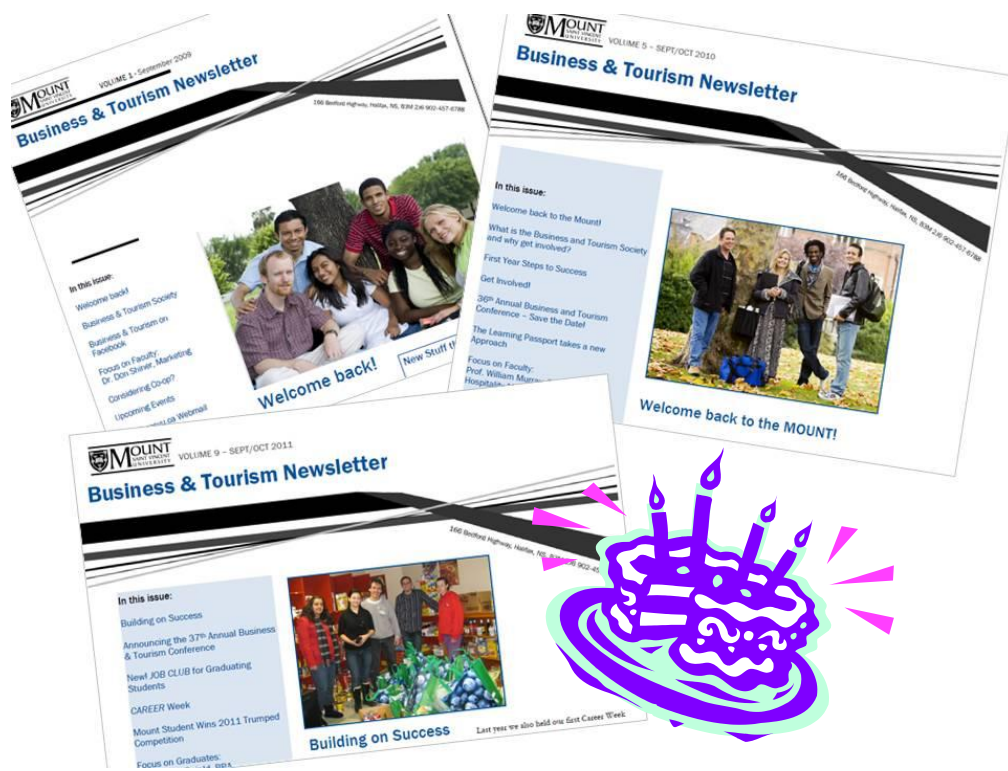 MOUNT
SAINT VINCENT
UNIVERSITY
VOLUME 1 - September 2009
Business & Tourism Newsletter
166 Bedford Highway, Halifax, NS, B3M 2J6 902-457-6788
In this issue:
Welcome back!
Business & Tourism Society
Business & Tourism on
Facebook
Focus on Faculty:
Dr. Don Shiner, Marketing
Considering Co-op?
Upcoming Events
Webmail
Welcome back!
New Stuff
MOUNT
SAINT VINCENT
UNIVERSITY
VOLUME 5 – SEPT/OCT 2010
Business & Tourism Newsletter
166 Bedford Highway, Halifax, NS, B3M 2J6 902-457-6788
In this issue:
Welcome back to the Mount!
What is the Business and Tourism Society
and why get involved?
First Year Steps to Success
Get Involved!
36th Annual Business and Tourism
Conference – Save the Date!
The Learning Passport takes a new
Approach
Focus on Faculty:
Prof. William Murray
Hospitality
Welcome back to the MOUNT!
MOUNT
SAINT VINCENT
UNIVERSITY
VOLUME 9 – SEPT/OCT 2011
Business & Tourism Newsletter
166 Bedford Highway, Halifax, NS, B3M 2J6 902-45
In this issue:
Building on Success
Announcing the 37th Annual Business
& Tourism Conference
New! JOB CLUB for Graduating
Students
CAREER Week
Mount Student Wins 2011 Trumped
Competition
Focus on Graduates:
BBA
Building on Success
Last year we also held our first Career Week